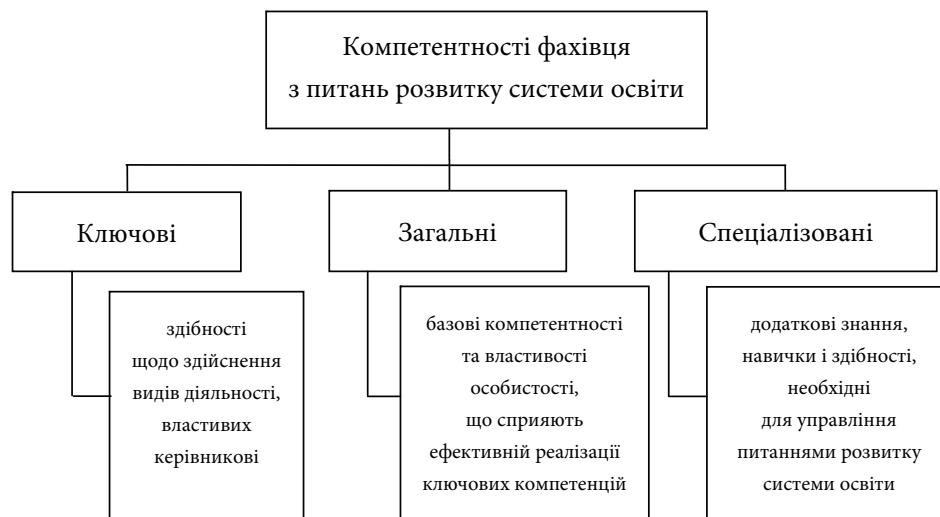 Компетентності фахівця
з питань розвитку системи освіти
Ключові
здібності
щодо здійснення
видів діяльності,
властивих
керівникові
Загальні
базові компетентності
та властивості
особистості,
що сприяють
ефективній реалізації
ключових компетенцій
Спеціалізовані
додаткові знання,
навички і здібності,
необхідні
для управління
питаннями розвитку
системи освіти